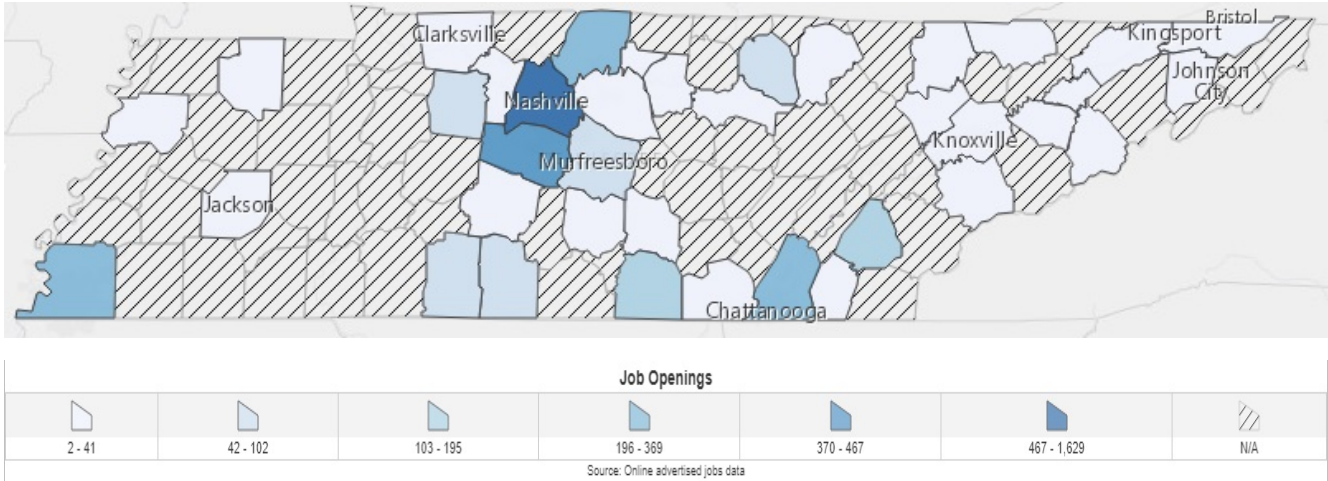 Bristol
Clarksville
Kingsport
Johnson
City
Nashville
Knoxville
Murfreesboro
Jackson
Chattanooga
Job Openings
2 - 41
42 - 102
103 - 195
196 - 369
370 - 467
467 - 1,629
N/A
Source: Online advertised jobs data